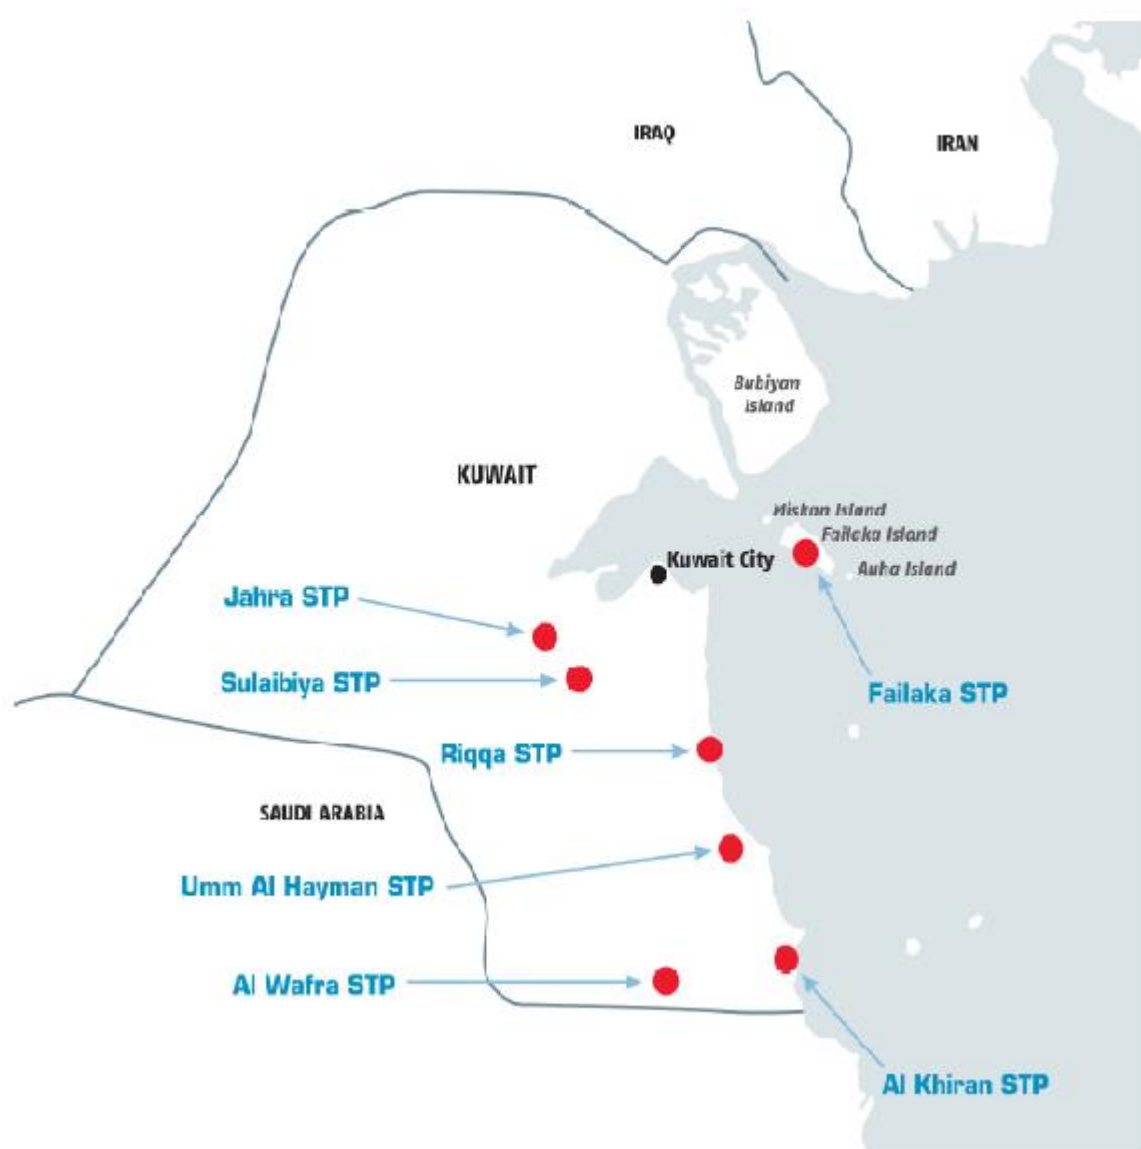 IRAQ
IRAN
Bubiyan
Island
KUWAIT
Miskan Island
Failaka Island
Kuwait City
Auha Island
Jahra STP
Sulaibiya STP
Failaka STP
Riqqa STP
SAUDI ARABIA
Umm Al Hayman STP
Al Wafra STP
Al Khiran STP